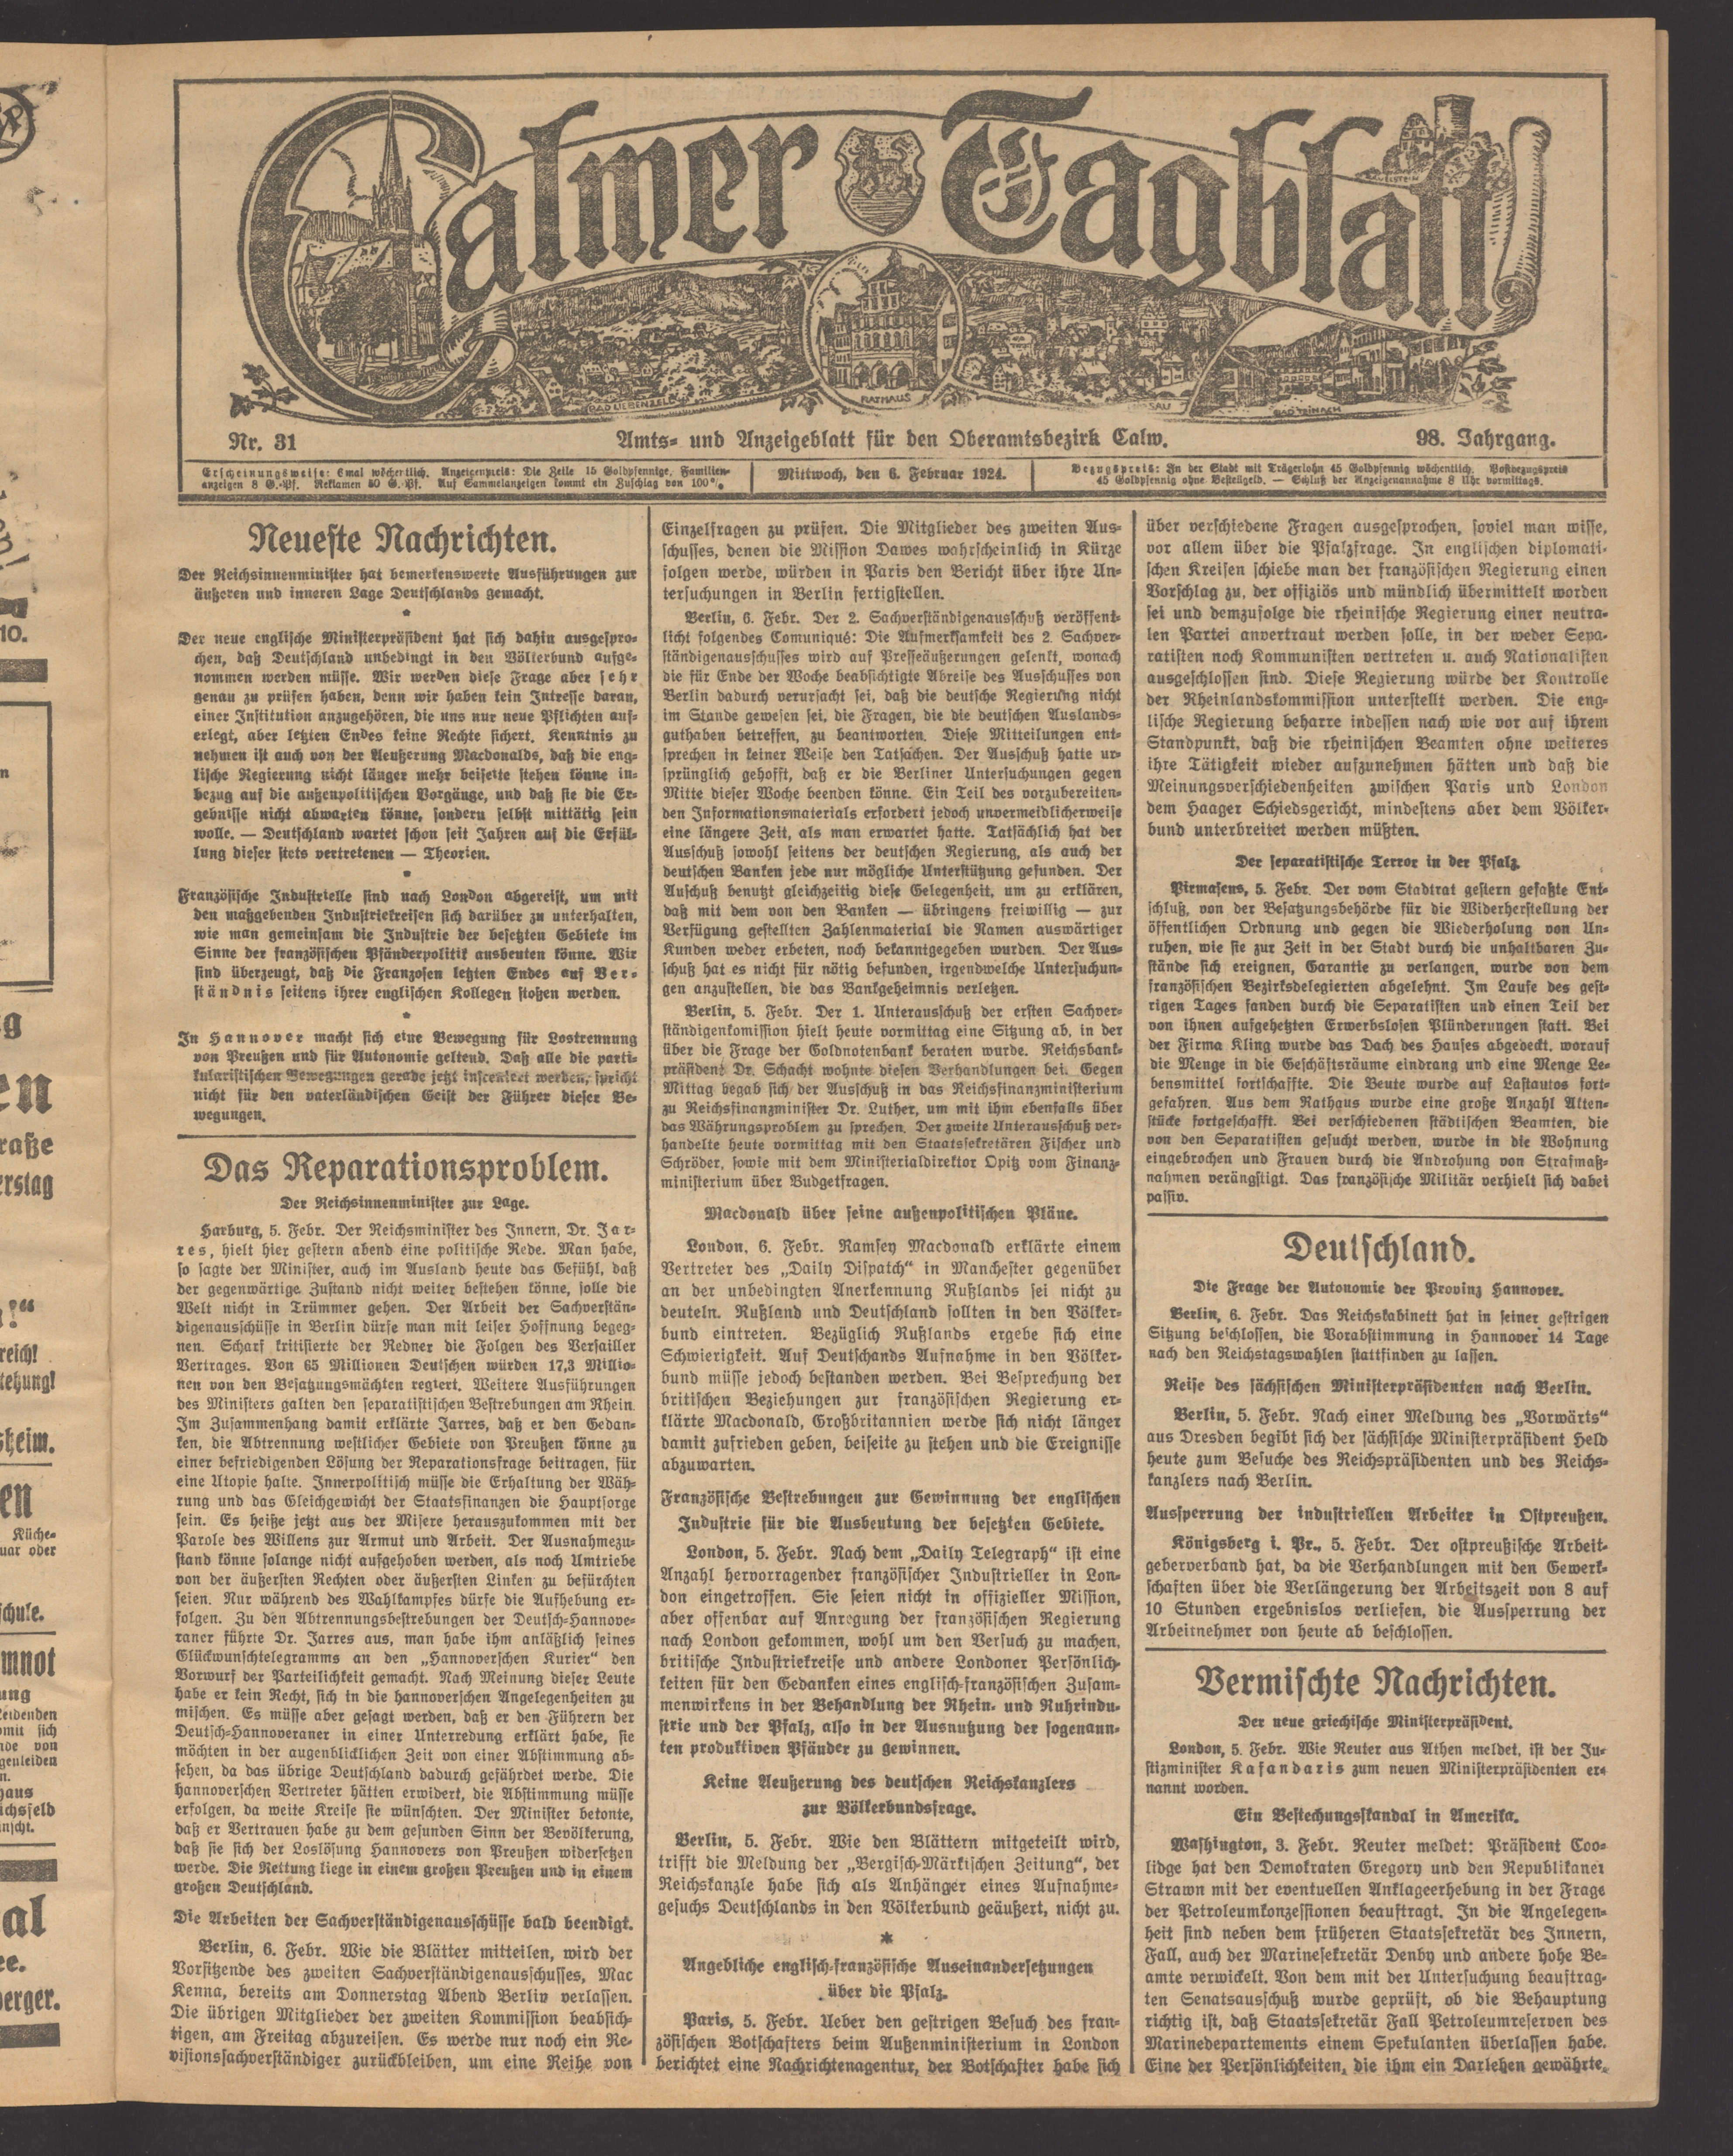 Calmer Tagblatt
BAD LIEBENZELL
RATHAUS
BAD TEINACH
Nr. 31
Amts- und Anzeigeblatt für den Oberamtsbezirk Calw.
98. Jahrgang.
Erscheinungsweise: 6mal wöchentlich. Anzeigenpreis: Die Zeile 15 Goldpfennige. Familien-
anzeigen 8 G.-Pf. Reklamen 50 G.-Pf. Auf Sammelanzeigen kommt ein Zuschlag von 100%.
Mittwoch, den 6. Februar 1924.
Bezugspreis: In der Stadt mit Trägerlohn 45 Goldpfennig wöchentlich. Postbezugspreis
45 Goldpfennig ohne Bestellgeld. — Schluß der Anzeigenannahme 8 Uhr vormittags.
Neueste Nachrichten.
Der Reichsinnenminister hat bemerkenswerte Ausführungen zur
äußeren und inneren Lage Deutschlands gemacht.
*
Der neue englische Ministerpräsident hat sich dahin ausgespro-
chen, daß Deutschland unbedingt in den Völkerbund aufge-
nommen werden müsse. Wir werden diese Frage aber sehr
genau zu prüfen haben, denn wir haben kein Intresse daran,
einer Institution anzugehören, die uns nur neue Pflichten auf-
erlegt, aber letzten Endes keine Rechte sichert. Kenntnis zu
nehmen ist auch von der Aeußerung Macdonalds, daß die eng-
lische Regierung nicht länger mehr beiseite stehen könne in-
bezug auf die außenpolitischen Vorgänge, und daß sie die Er-
gebnisse nicht abwarten könne, sondern selbst mittätig sein
wolle. — Deutschland wartet schon seit Jahren auf die Erfül-
lung dieser stets vertretenen — Theorien.
*
Französische Industrielle sind nach London abgereist, um mit
den maßgebenden Industriekreisen sich darüber zu unterhalten,
wie man gemeinsam die Industrie der besetzten Gebiete im
Sinne der französischen Pfänderpolitik ausbeuten könne. Wir
sind überzeugt, daß die Franzosen letzten Endes auf Ver-
ständnis seitens ihrer englischen Kollegen stoßen werden.
*
In Hannover macht sich eine Bewegung für Lostrennung
von Preußen und für Autonomie geltend. Daß alle die parti-
kularistischen Bewegungen gerade jetzt insceniert werden, spricht
nicht für den vaterländischen Geist der Führer dieser Be-
wegungen.
Das Reparationsproblem.
Der Reichsinnenminister zur Lage.
Harburg, 5. Febr. Der Reichsminister des Innern, Dr. Jar-
res, hielt hier gestern abend eine politische Rede. Man habe,
so sagte der Minister, auch im Ausland heute das Gefühl, daß
der gegenwärtige Zustand nicht weiter bestehen könne, solle die
Welt nicht in Trümmer gehen. Der Arbeit der Sachverstän-
digenausschüsse in Berlin dürfe man mit leiser Hoffnung begeg-
nen. Scharf kritisierte der Redner die Folgen des Versailler
Vertrages. Von 65 Millionen Deutschen würden 17,3 Millio-
nen von den Besatzungsmächten regiert. Weitere Ausführungen
des Ministers galten den separatistischen Bestrebungen am Rhein.
Im Zusammenhang damit erklärte Jarres, daß er den Gedan-
ken, die Abtrennung westlicher Gebiete von Preußen könne zu
einer befriedigenden Lösung der Reparationsfrage beitragen, für
eine Utopie halte. Innerpolitisch müsse die Erhaltung der Wäh-
rung und das Gleichgewicht der Staatsfinanzen die Hauptsorge
sein. Es heiße jetzt aus der Misere herauszukommen mit der
Parole des Willens zur Armut und Arbeit. Der Ausnahmezu-
stand könne solange nicht aufgehoben werden, als noch Umtriebe
von der äußersten Rechten oder äußersten Linken zu befürchten
seien. Nur während des Wahlkampfes dürfe die Aufhebung er-
folgen. Zu den Abtrennungsbestrebungen der Deutsch-Hannove-
raner führte Dr. Jarres aus, man habe ihm anläßlich seines
Glückwunschtelegramms an den „Hannoverschen Kurier“ den
Vorwurf der Parteilichkeit gemacht. Nach Meinung dieser Leute
habe er kein Recht, sich in die hannoverschen Angelegenheiten zu
mischen. Es müsse aber gesagt werden, daß er den Führern der
Deutsch-Hannoveraner in einer Unterredung erklärt habe, sie
möchten in der augenblicklichen Zeit von einer Abstimmung ab-
sehen, da das übrige Deutschland dadurch gefährdet werde. Die
hannoverschen Vertreter hätten erwidert, die Abstimmung müsse
erfolgen, da weite Kreise sie wünschten. Der Minister betonte,
daß er Vertrauen habe zu dem gesunden Sinn der Bevölkerung,
daß sie sich der Loslösung Hannovers von Preußen widersetzen
werde. Die Rettung liege in einem großen Preußen und in einem
großen Deutschland.
Die Arbeiten der Sachverständigenausschüsse bald beendigt.
Berlin, 6. Febr. Wie die Blätter mitteilen, wird der
Vorsitzende des zweiten Sachverständigenausschusses, Mac
Kenna, bereits am Donnerstag Abend Berlin verlassen.
Die übrigen Mitglieder der zweiten Kommission beabsich-
tigen, am Freitag abzureisen. Es werde nur noch ein Re-
visionssachverständiger zurückbleiben, um eine Reihe von
Einzelfragen zu prüfen. Die Mitglieder des zweiten Aus-
schusses, denen die Mission Dawes wahrscheinlich in Kürze
folgen werde, würden in Paris den Bericht über ihre Un-
tersuchungen in Berlin fertigstellen.
Berlin, 6. Febr. Der 2. Sachverständigenausschuß veröffent-
licht folgendes Comuniqué: Die Aufmerksamkeit des 2. Sachver-
ständigenausschusses wird auf Presseäußerungen gelenkt, wonach
die für Ende der Woche beabsichtigte Abreise des Ausschusses von
Berlin dadurch verursacht sei, daß die deutsche Regierung nicht
im Stande gewesen sei, die Fragen, die die deutschen Auslands-
guthaben betreffen, zu beantworten. Diese Mitteilungen ent-
sprechen in keiner Weise den Tatsachen. Der Ausschuß hatte ur-
sprünglich gehofft, daß er die Berliner Untersuchungen gegen
Mitte dieser Woche beenden könne. Ein Teil des vorzubereiten-
den Informationsmaterials erfordert jedoch unvermeidlicherweise
eine längere Zeit, als man erwartet hatte. Tatsächlich hat der
Ausschuß sowohl seitens der deutschen Regierung, als auch der
deutschen Banken jede nur mögliche Unterstützung gefunden. Der
Auschuß benutzt gleichzeitig diese Gelegenheit, um zu erklären,
daß mit dem von den Banken — übringens freiwillig — zur
Verfügung gestellten Zahlenmaterial die Namen auswärtiger
Kunden weder erbeten, noch bekanntgegeben wurden. Der Aus-
schuß hat es nicht für nötig befunden, irgendwelche Untersuchun-
gen anzustellen, die das Bankgeheimnis verletzen.
Berlin, 5. Febr. Der 1. Unterausschuß der ersten Sachver-
ständigenkomission hielt heute vormittag eine Sitzung ab, in der
über die Frage der Goldnotenbank beraten wurde. Reichsbank-
präsident Dr. Schacht wohnte diesen Verhandlungen bei. Gegen
Mittag begab sich der Ausschuß in das Reichsfinanzministerium
zu Reichsfinanzminister Dr. Luther, um mit ihm ebenfalls über
das Währungsproblem zu sprechen. Der zweite Unterausschuß ver-
handelte heute vormittag mit den Staatssekretären Fischer und
Schröder, sowie mit dem Ministerialdirektor Opitz vom Finanz-
ministerium über Budgetfragen.
Macdonald über seine außenpolitischen Pläne.
London, 6. Febr. Ramsey Macdonald erklärte einem
Vertreter des „Daily Dispatch“ in Manchester gegenüber
an der unbedingten Anerkennung Rußlands sei nicht zu
deuteln. Rußland und Deutschland sollten in den Völker-
bund eintreten. Bezüglich Rußlands ergebe sich eine
Schwierigkeit. Auf Deutschands Aufnahme in den Völker-
bund müsse jedoch bestanden werden. Bei Besprechung der
britischen Beziehungen zur französischen Regierung er-
klärte Macdonald, Großbritannien werde sich nicht länger
damit zufrieden geben, beiseite zu stehen und die Ereignisse
abzuwarten.
Französische Bestrebungen zur Gewinnung der englischen
Industrie für die Ausbeutung der besetzten Gebiete.
London, 5. Febr. Nach dem „Daily Telegraph“ ist eine
Anzahl hervorragender französischer Industrieller in Lon-
don eingetroffen. Sie seien nicht in offizieller Mission,
aber offenbar auf Anregung der französischen Regierung
nach London gekommen, wohl um den Versuch zu machen,
britische Industriekreise und andere Londoner Persönlich-
keiten für den Gedanken eines englisch-französischen Zusam-
menwirkens in der Behandlung der Rhein- und Ruhrindu-
strie und der Pfalz, also in der Ausnutzung der sogenann-
ten produktiven Pfänder zu gewinnen.
Keine Aeußerung des deutschen Reichskanzlers
zur Völkerbundsfrage.
Berlin, 5. Febr. Wie den Blättern mitgeteilt wird,
trifft die Meldung der „Bergisch-Märkischen Zeitung“, der
Reichskanzle habe sich als Anhänger eines Aufnahme-
gesuchs Deutschlands in den Völkerbund geäußert, nicht zu.
*
Angebliche englisch-französische Auseinandersetzungen
über die Pfalz.
Paris, 5. Febr. Ueber den gestrigen Besuch des fran-
zösischen Botschafters beim Außenministerium in London
berichtet eine Nachrichtenagentur, der Botschafter habe sich
über verschiedene Fragen ausgesprochen, soviel man wisse,
vor allem über die Pfalzfrage. In englischen diplomati-
schen Kreisen schiebe man der französischen Regierung einen
Vorschlag zu, der offiziös und mündlich übermittelt worden
sei und demzufolge die rheinische Regierung einer neutra-
len Partei anvertraut werden solle, in der weder Sepa-
ratisten noch Kommunisten vertreten u. auch Nationalisten
ausgeschlossen sind. Diese Regierung würde der Kontrolle
der Rheinlandskommission unterstellt werden. Die eng-
lische Regierung beharre indessen nach wie vor auf ihrem
Standpunkt, daß die rheinischen Beamten ohne weiteres
ihre Tätigkeit wieder aufzunehmen hätten und daß die
Meinungsverschiedenheiten zwischen Paris und London
dem Haager Schiedsgericht, mindestens aber dem Völker-
bund unterbreitet werden müßten.
Der separatistische Terror in der Pfalz.
Pirmasens, 5. Febr. Der vom Stadtrat gestern gefaßte Ent-
schluß, von der Besatzungsbehörde für die Widerherstellung der
öffentlichen Ordnung und gegen die Wiederholung von Un-
ruhen, wie sie zur Zeit in der Stadt durch die unhaltbaren Zu-
stände sich ereignen, Garantie zu verlangen, wurde von dem
französischen Bezirksdelegierten abgelehnt. Im Laufe des gest-
rigen Tages fanden durch die Separatisten und einen Teil der
von ihnen aufgehetzten Erwerbslosen Plünderungen statt. Bei
der Firma Kling wurde das Dach des Hauses abgedeckt, worauf
die Menge in die Geschäftsräume eindrang und eine Menge Le-
bensmittel fortschaffte. Die Beute wurde auf Lastautos fort-
gefahren. Aus dem Rathaus wurde eine große Anzahl Akten-
stücke fortgeschafft. Bei verschiedenen städtischen Beamten, die
von den Separatisten gesucht werden, wurde in die Wohnung
eingebrochen und Frauen durch die Androhung von Strafmaß-
nahmen verängstigt. Das französische Militär verhielt sich dabei
passiv.
Deutschland.
Die Frage der Autonomie der Provinz Hannover.
Berlin, 6. Febr. Das Reichskabinett hat in seiner gestrigen
Sitzung beschlossen, die Vorabstimmung in Hannover 14 Tage
nach den Reichstagswahlen stattfinden zu lassen.
Reise des sächsischen Ministerpräsidenten nach Berlin.
Berlin, 5. Febr. Nach einer Meldung des „Vorwärts“
aus Dresden begibt sich der sächsische Ministerpräsident Held
heute zum Besuche des Reichspräsidenten und des Reichs-
kanzlers nach Berlin.
Aussperrung der industriellen Arbeiter in Ostpreußen.
Königsberg i. Pr., 5. Febr. Der ostpreußische Arbeit-
geberverband hat, da die Verhandlungen mit den Gewerk-
schaften über die Verlängerung der Arbeitszeit von 8 auf
10 Stunden ergebnislos verliefen, die Aussperrung der
Arbeitnehmer von heute ab beschlossen.
Vermischte Nachrichten.
Der neue griechische Ministerpräsident.
London, 5. Febr. Wie Reuter aus Athen meldet, ist der Ju-
stizminister Kafandaris zum neuen Ministerpräsidenten er-
nannt worden.
Ein Bestechungsskandal in Amerika.
Washington, 3. Febr. Reuter meldet: Präsident Coo-
lidge hat den Demokraten Gregory und den Republikaner
Strawn mit der eventuellen Anklageerhebung in der Frage
der Petroleumkonzessionen beauftragt. In die Angelegen-
heit sind neben dem früheren Staatssekretär des Innern,
Fall, auch der Marinesekretär Denby und andere hohe Be-
amte verwickelt. Von dem mit der Untersuchung beauftrag-
ten Senatsausschuß wurde geprüft, ob die Behauptung
richtig ist, daß Staatssekretär Fall Petroleumreserven des
Marinedepartements einem Spekulanten überlassen habe.
Eine der Persönlichkeiten, die ihm ein Darlehen gewährte,